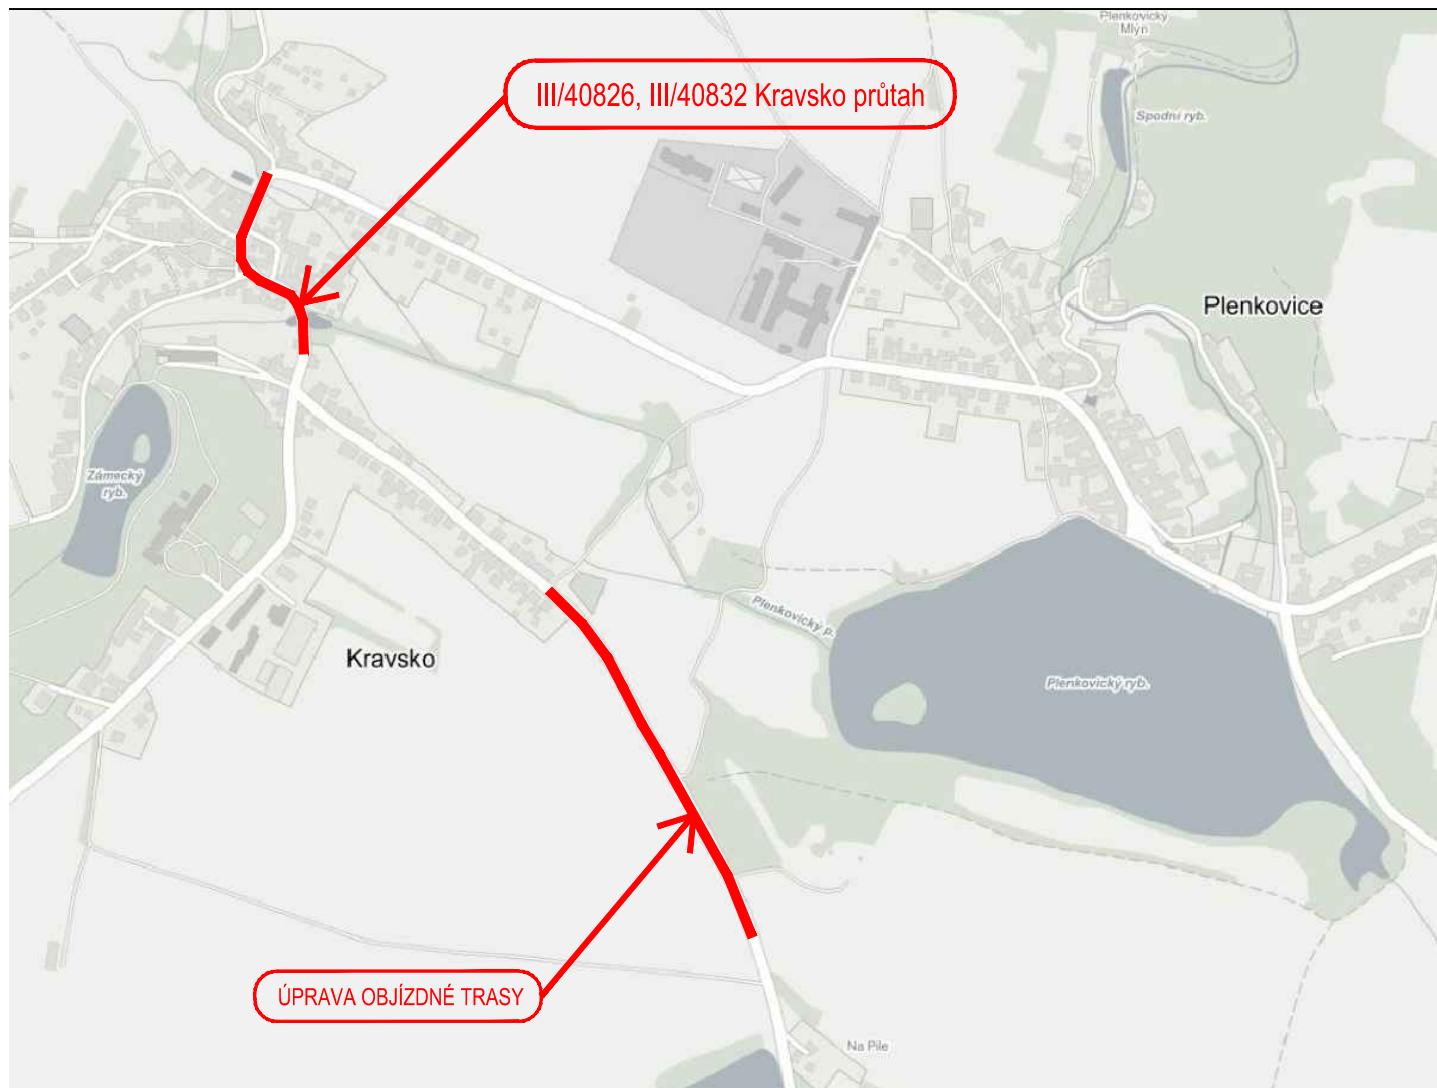 Plenkovický
Mlýn
III/40826, III/40832 Kravsko průtah
Spodní ryb.
Plenkovice
Zámecký
ryb.
Plenkovický p.
Kravsko
Plenkovický ryb.
ÚPRAVA OBJÍZDNÉ TRASY
Na Pile